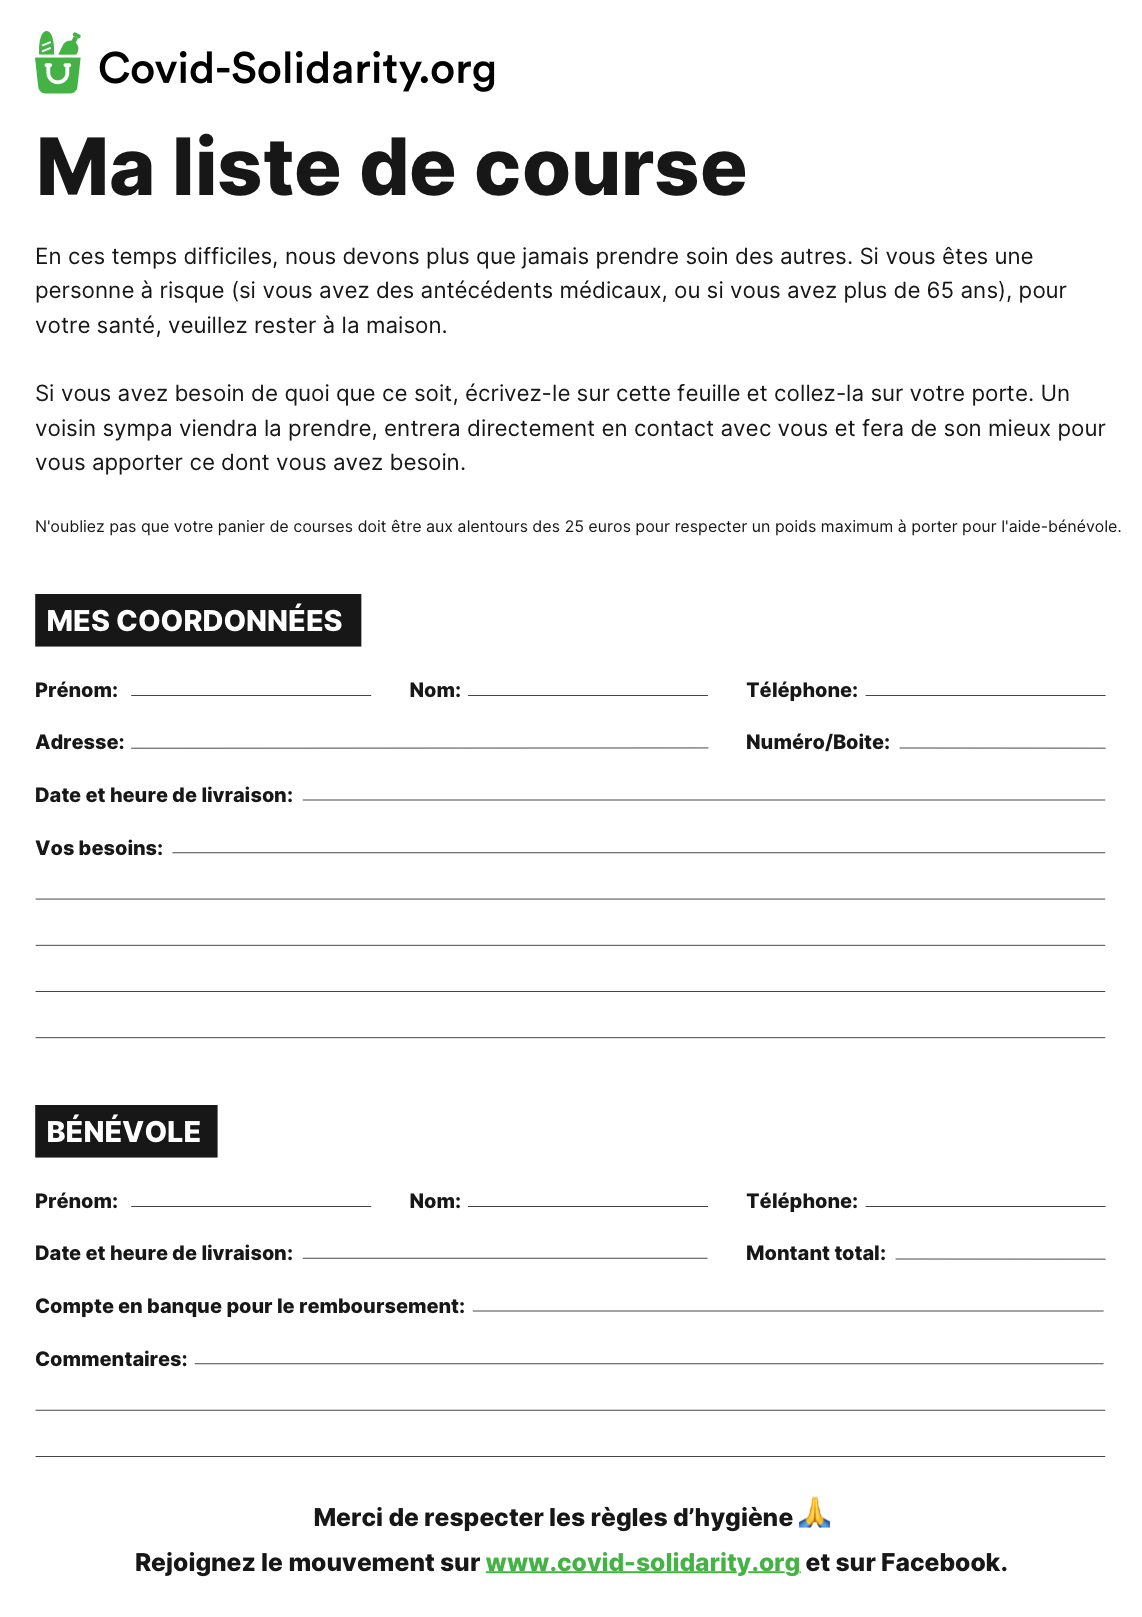 Covid-Solidarity.org
Ma liste de course
En ces temps difficiles, nous devons plus que jamais prendre soin des autres. Si vous êtes une
personne à risque (si vous avez des antécédents médicaux, ou si vous avez plus de 65 ans), pour
votre santé, veuillez rester à la maison.
Si vous avez besoin de quoi que ce soit, écrivez-le sur cette feuille et collez-la sur votre porte. Un
voisin sympa viendra la prendre, entrera directement en contact avec vous et fera de son mieux pour
vous apporter ce dont vous avez besoin.
N'oubliez pas que votre panier de courses doit être aux alentours des 25 euros pour respecter un poids maximum à porter pour l'aide-bénévole.
MES COORDONNÉES
Prénom: Nom: Téléphone:
Adresse: Numéro/Boite:
Date et heure de livraison:
Vos besoins:
BÉNÉVOLE
Prénom: Nom: Téléphone:
Date et heure de livraison: Montant total:
Compte en banque pour le remboursement:
Commentaires:
Merci de respecter les règles d’hygiène 🙏
Rejoignez le mouvement sur www.covid-solidarity.org et sur Facebook.